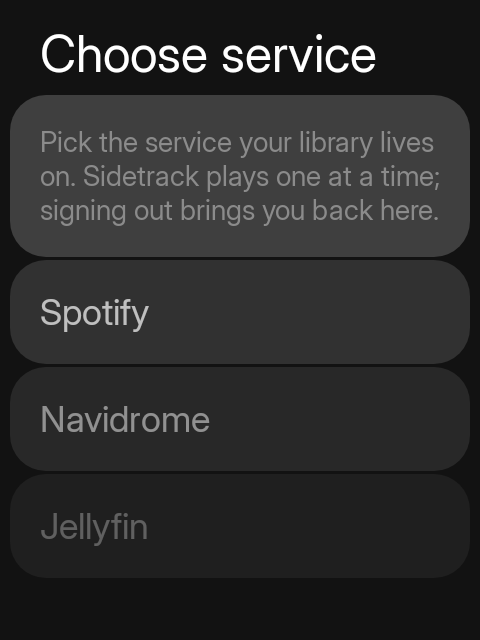 Choose service
Pick the service your library lives
on. Sidetrack plays one at a time;
signing out brings you back here.
Spotify
Navidrome
Jellyfin